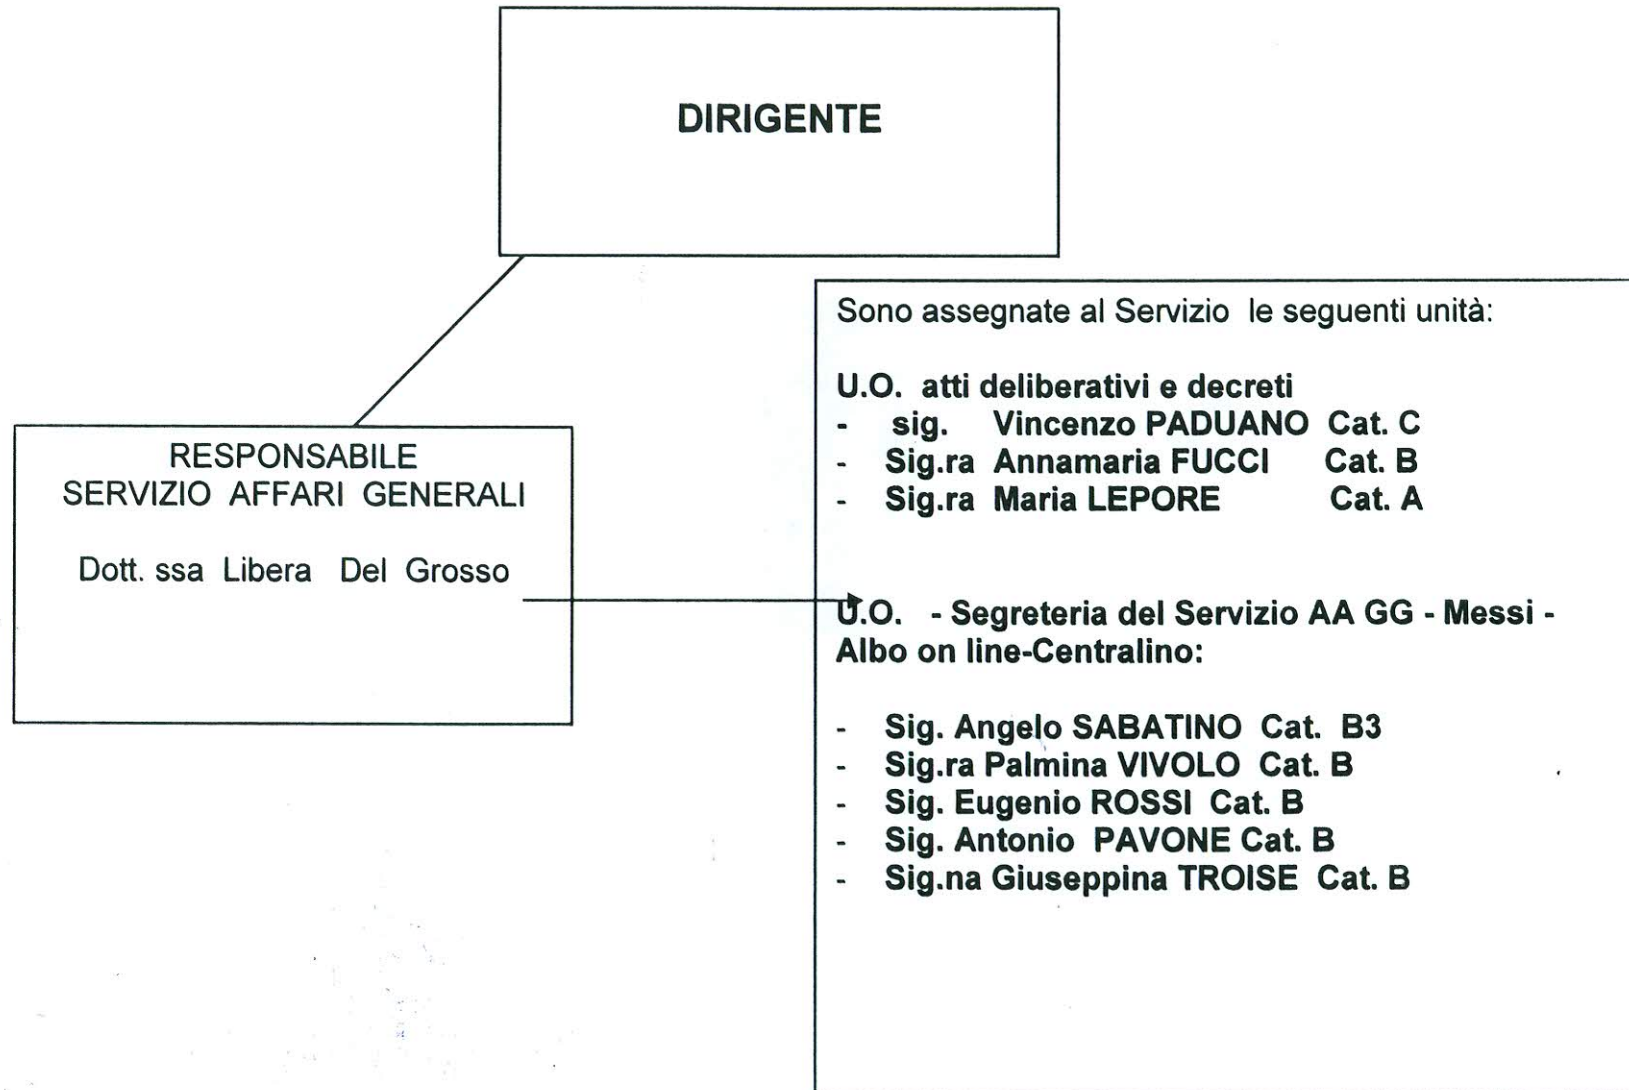 DIRIGENTE
RESPONSABILE
SERVIZIO AFFARI GENERALI
Dott. ssa Libera Del Grosso
Sono assegnate al Servizio le seguenti unità:
U.O. atti deliberativi e decreti
- sig. Vincenzo PADUANO Cat. C
- Sig.ra Annamaria FUCCI Cat. B
- Sig.ra Maria LEPORE Cat. A
U.O. - Segreteria del Servizio AA GG - Messi -
Albo on line-Centralino:
- Sig. Angelo SABATINO Cat. B3
- Sig.ra Palmina VIVOLO Cat. B
- Sig. Eugenio ROSSI Cat. B
- Sig. Antonio PAVONE Cat. B
- Sig.na Giuseppina TROISE Cat. B